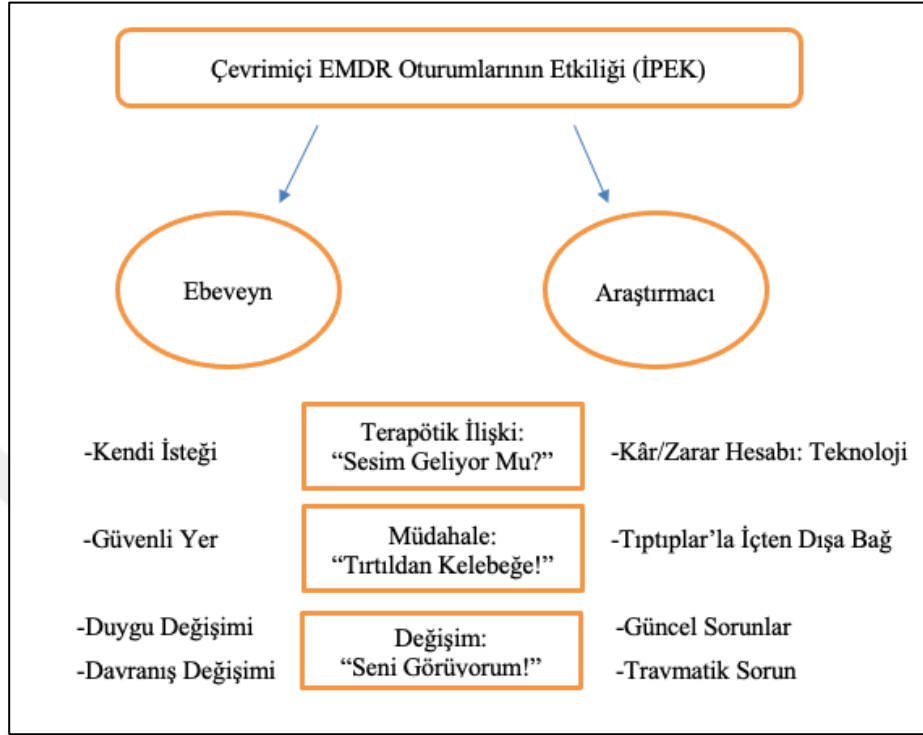 Çevrimiçi EMDR Oturumlarının Etkiliği (İPEK)
Ebeveyn
Araştırmacı
-Kendi İsteği
Terapötik İlişki:
“Sesim Geliyor Mu?”
-Kâr/Zarar Hesabı: Teknoloji
-Güvenli Yer
Müdahale:
“Tırtıldan Kelebeğe!”
-Tıptıplar’la İçten Dışa Bağ
-Duygu Değişimi
-Davranış Değişimi
Değişim:
“Seni Görüyorum!”
-Güncel Sorunlar
-Travmatik Sorun